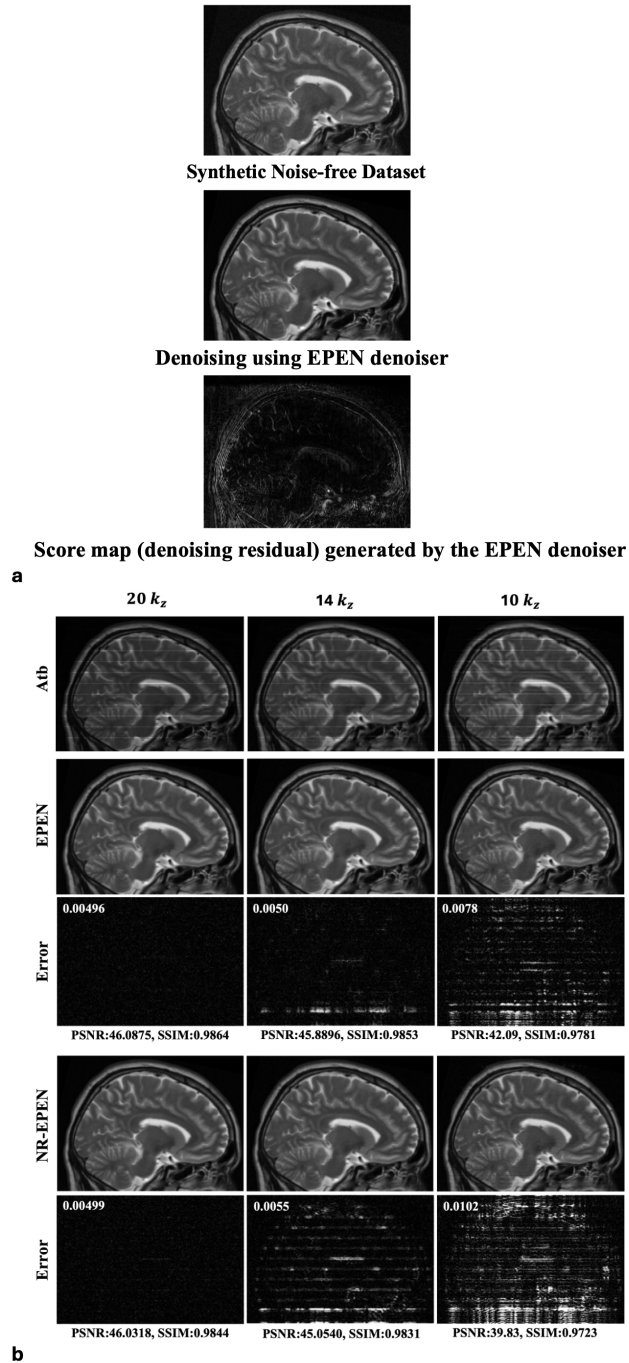 Synthetic Noise-free Dataset
Denoising using EPEN denoiser
Score map (denoising residual) generated by the EPEN denoiser
a
20 kz 14 kz 10 kz
Atb
EPEN
Error
0.00496 0.0050 0.0078
PSNR:46.0875, SSIM:0.9864 PSNR:45.8896, SSIM:0.9853 PSNR:42.09, SSIM:0.9781
NR-EPEN
Error
0.00499 0.0055 0.0102
PSNR:46.0318, SSIM:0.9844 PSNR:45.0540, SSIM:0.9831 PSNR:39.83, SSIM:0.9723
b